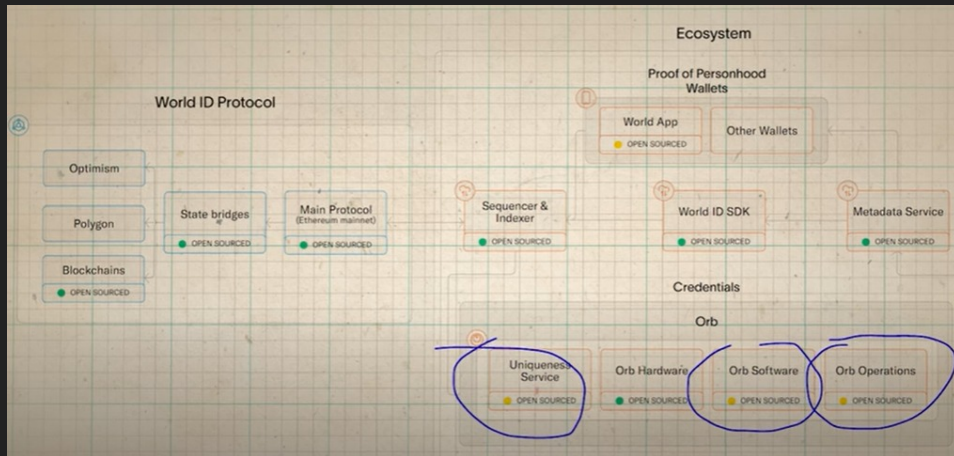 Ecosystem
Proof of Personhood
Wallets
World ID Protocol
World App
OPEN SOURCED
Other Wallets
Optimism
Polygon
Blockchains
OPEN SOURCED
State bridges
OPEN SOURCED
Main Protocol
(Ethereum mainnet)
OPEN SOURCED
Sequencer &
Indexer
OPEN SOURCED
World ID SDK
OPEN SOURCED
Metadata Service
OPEN SOURCED
Credentials
Orb
Uniqueness
Service
OPEN SOURCED
Orb Hardware
OPEN SOURCED
Orb Software
OPEN SOURCED
Orb Operations
OPEN SOURCED